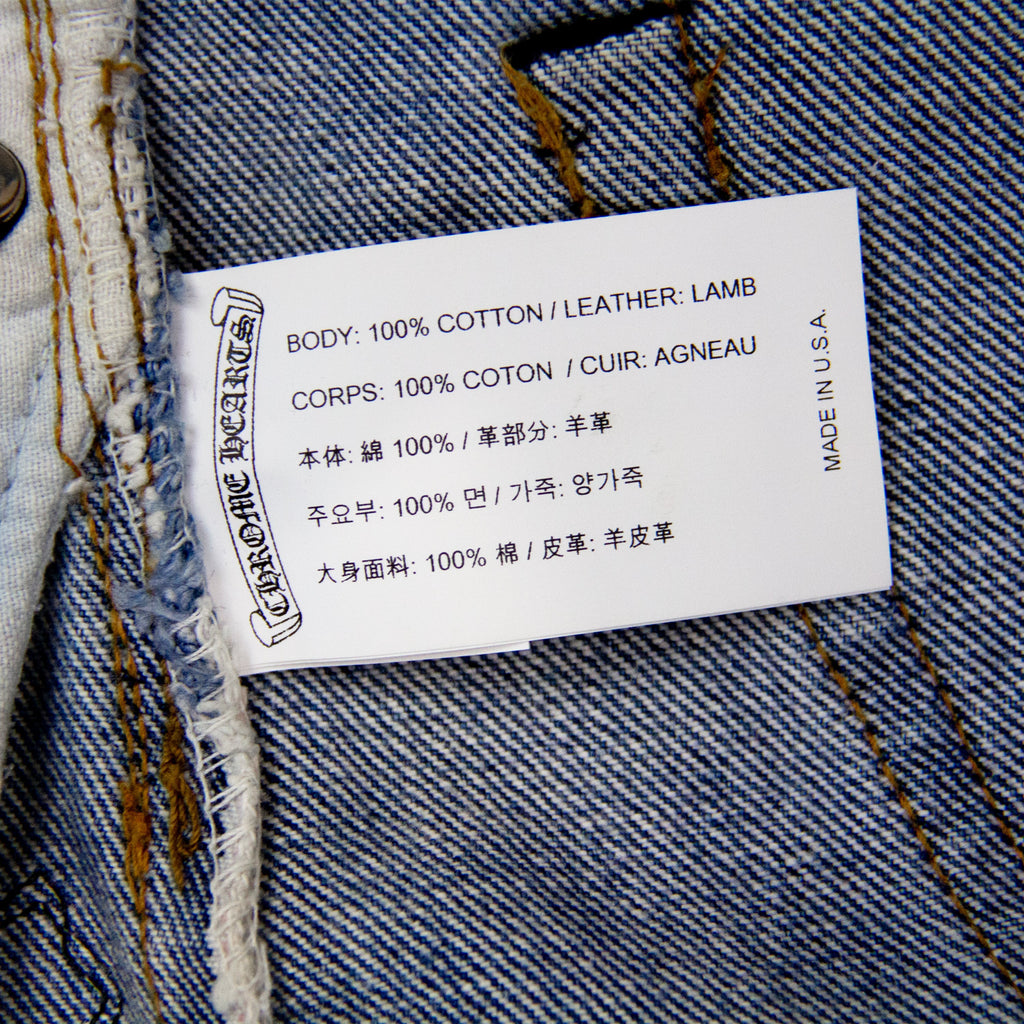 CHROME HEARTS
BODY: 100% COTTON / LEATHER: LAMB
CORPS: 100% COTON / CUIR: AGNEAU
本体: 綿 100% / 革部分: 羊革
주요부: 100% 면 / 가죽: 양가죽
大身面料: 100% 棉 / 皮革: 羊皮革
MADE IN U.S.A.